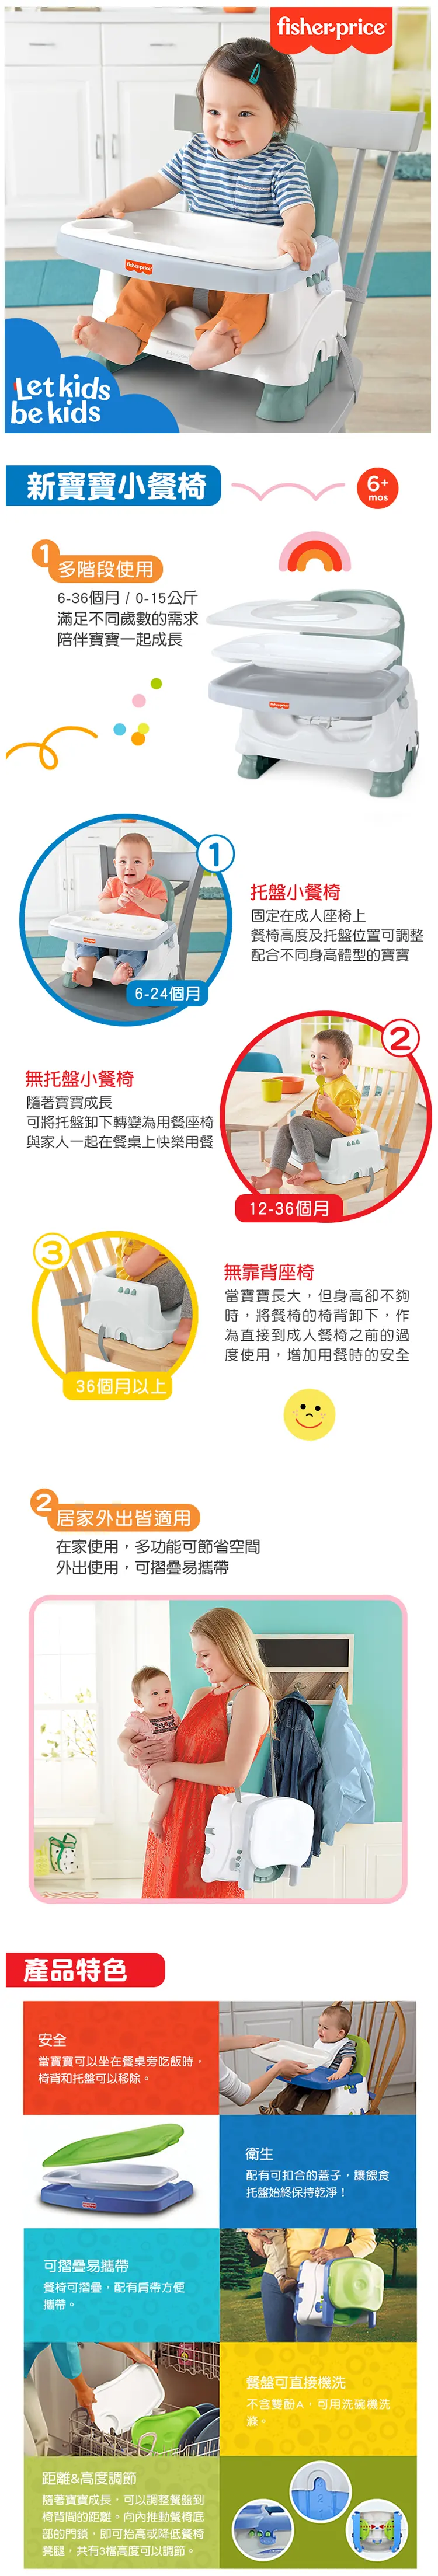 fisher-price
fisher-price
Let kids
be kids
新寶寶小餐椅
6+
mos
1
多階段使用
6-36個月 / 0-15公斤
滿足不同歲數的需求
陪伴寶寶一起成長
fisher-price
1
托盤小餐椅
固定在成人座椅上
餐椅高度及托盤位置可調整
配合不同身高體型的寶寶
6-24個月
2
無托盤小餐椅
隨著寶寶成長
可將托盤卸下轉變為用餐座椅
與家人一起在餐桌上快樂用餐
12-36個月
3
無靠背座椅
當寶寶長大，但身高卻不夠
時，將餐椅的椅背卸下，作
為直接到成人餐椅之前的過
度使用，增加用餐時的安全
36個月以上
2
居家外出皆適用
在家使用，多功能可節省空間
外出使用，可摺疊易攜帶
產品特色
安全
當寶寶可以坐在餐桌旁吃飯時，
椅背和托盤可以移除。
衛生
配有可扣合的蓋子，讓餵食
托盤始終保持乾淨！
可摺疊易攜帶
餐椅可摺疊，配有肩帶方便
攜帶。
餐盤可直接機洗
不含雙酚A，可用洗碗機洗
滌。
距離&高度調節
隨著寶寶成長，可以調整餐盤到
椅背間的距離。向內推動餐椅底
部的門鎖，即可抬高或降低餐椅
凳腿，共有3檔高度可以調節。